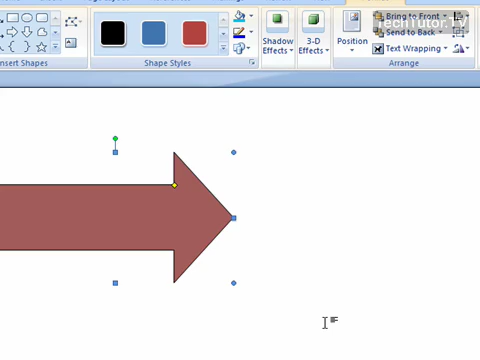 Bring to Front
TechTutor.TV
Send to Back
Text Wrapping
Position
Shadow
Effects
3-D
Effects
nsert Shapes
Shape Styles
Arrange